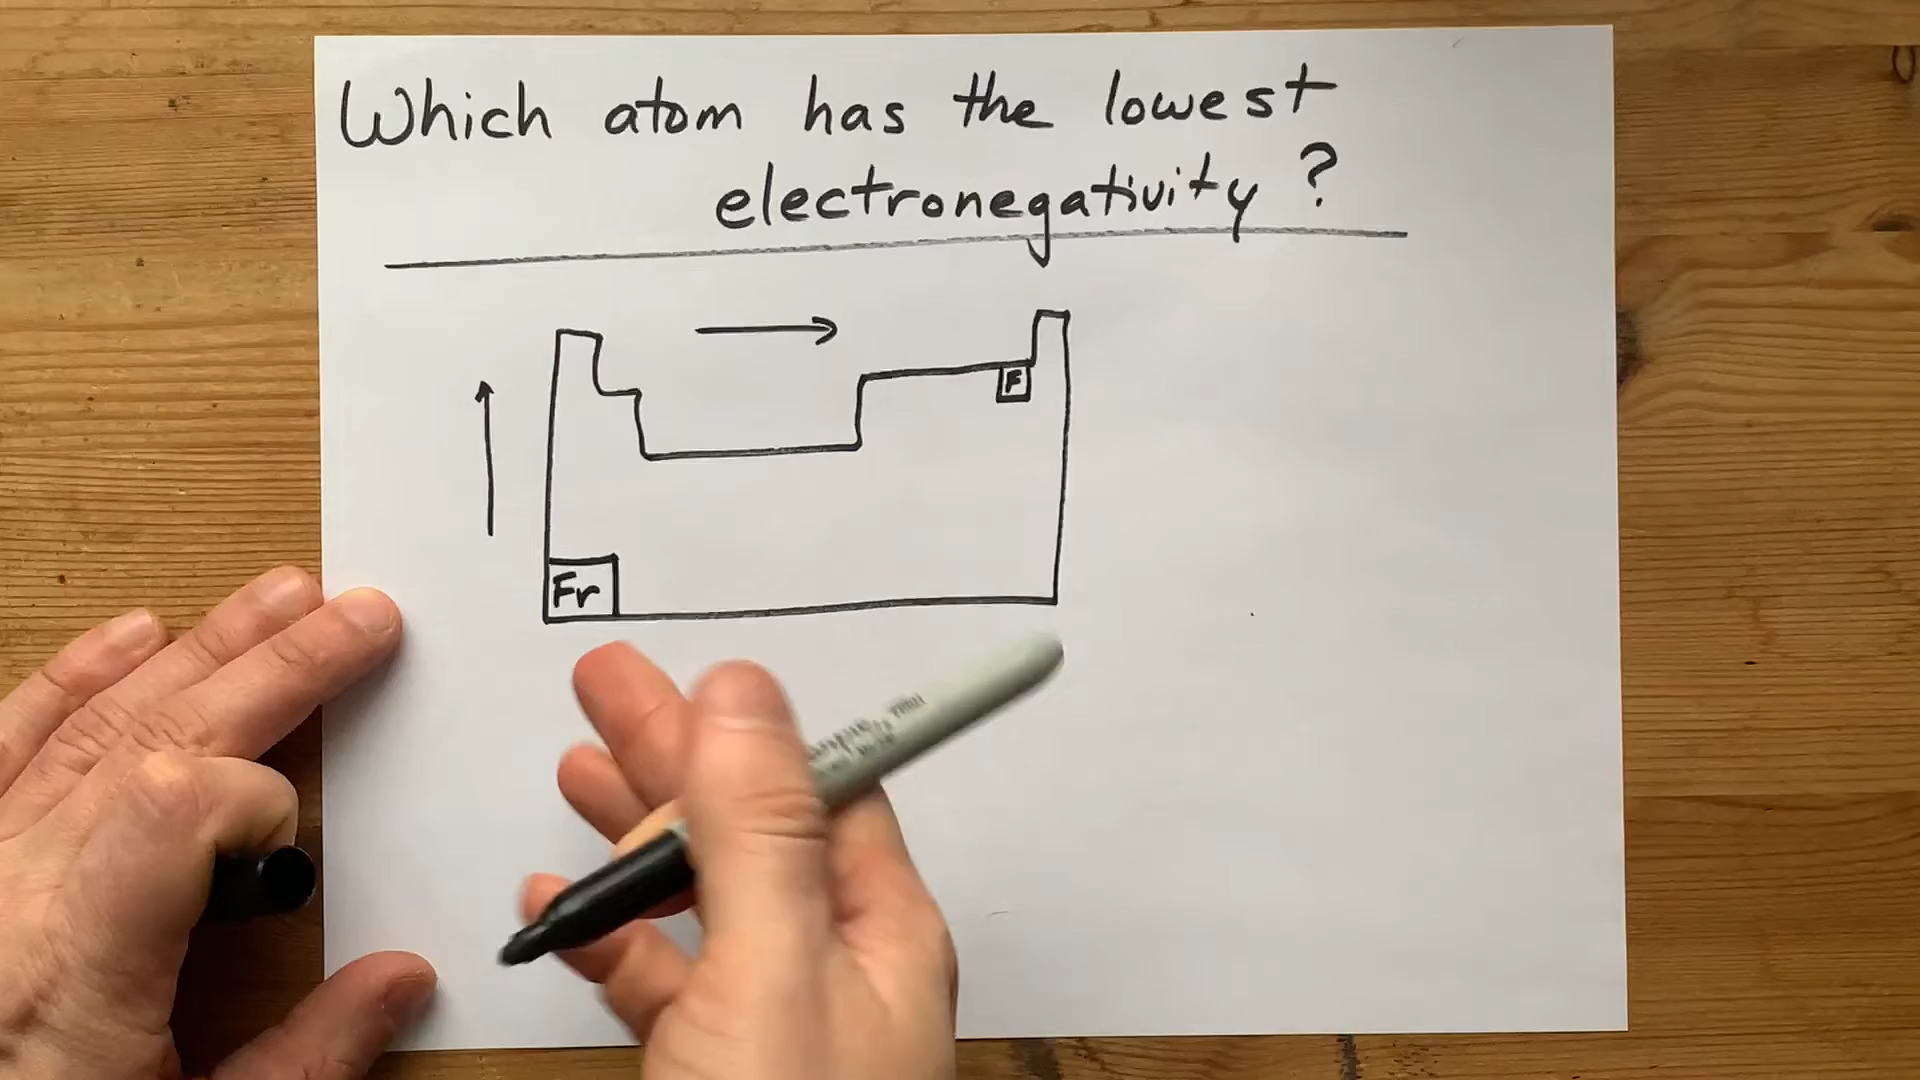 Which atom has the lowest
electronegativity?
F
Fr